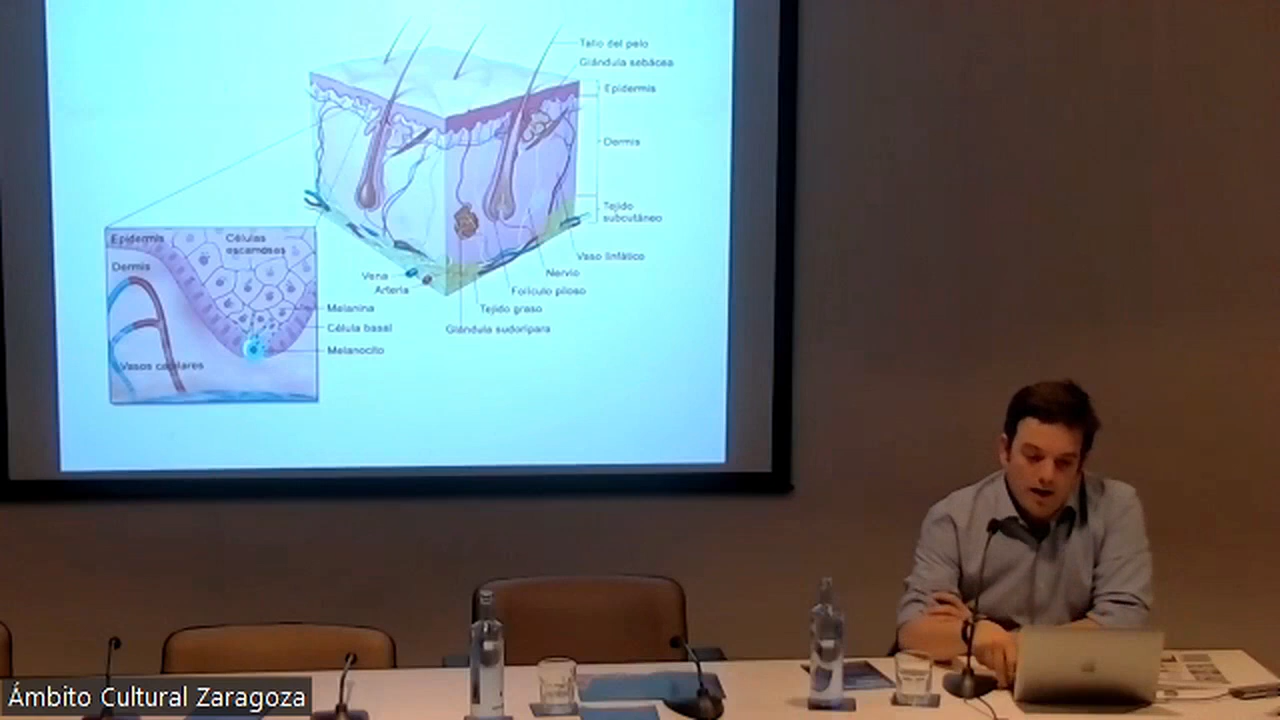 Tallo del pelo
Glándula sebácea
Epidermis
Dermis
Tejido
subcutáneo
Vaso linfático
Nervio
Folículo piloso
Tejido graso
Glándula sudorípara
Vena
Arteria
Epidermis
Células
escamosas
Dermis
Melanina
Célula basal
Melanocito
Vasos capilares
Ámbito Cultural Zaragoza